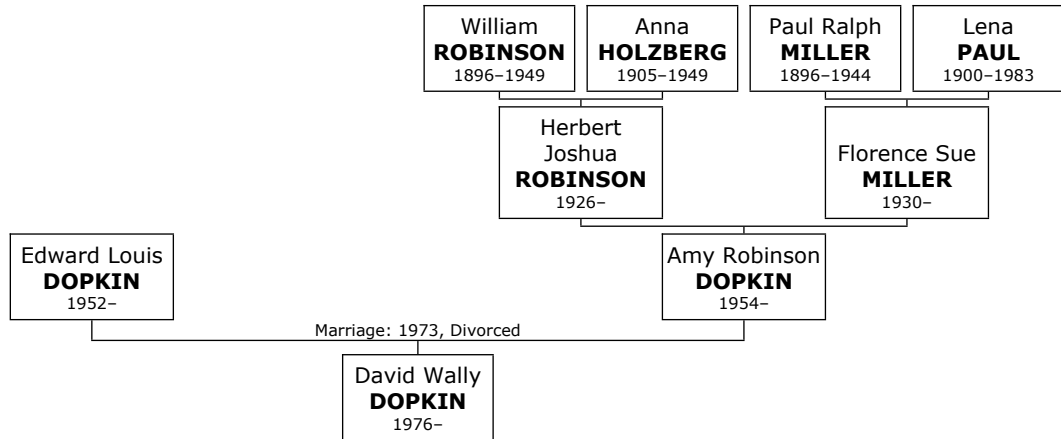 William
ROBINSON
1896–1949
Anna
HOLZBERG
1905–1949
Paul Ralph
MILLER
1896–1944
Lena
PAUL
1900–1983
Herbert
Joshua
ROBINSON
1926–
Florence Sue
MILLER
1930–
Edward Louis
DOPKIN
1952–
Amy Robinson
DOPKIN
1954–
Marriage: 1973, Divorced
David Wally
DOPKIN
1976–